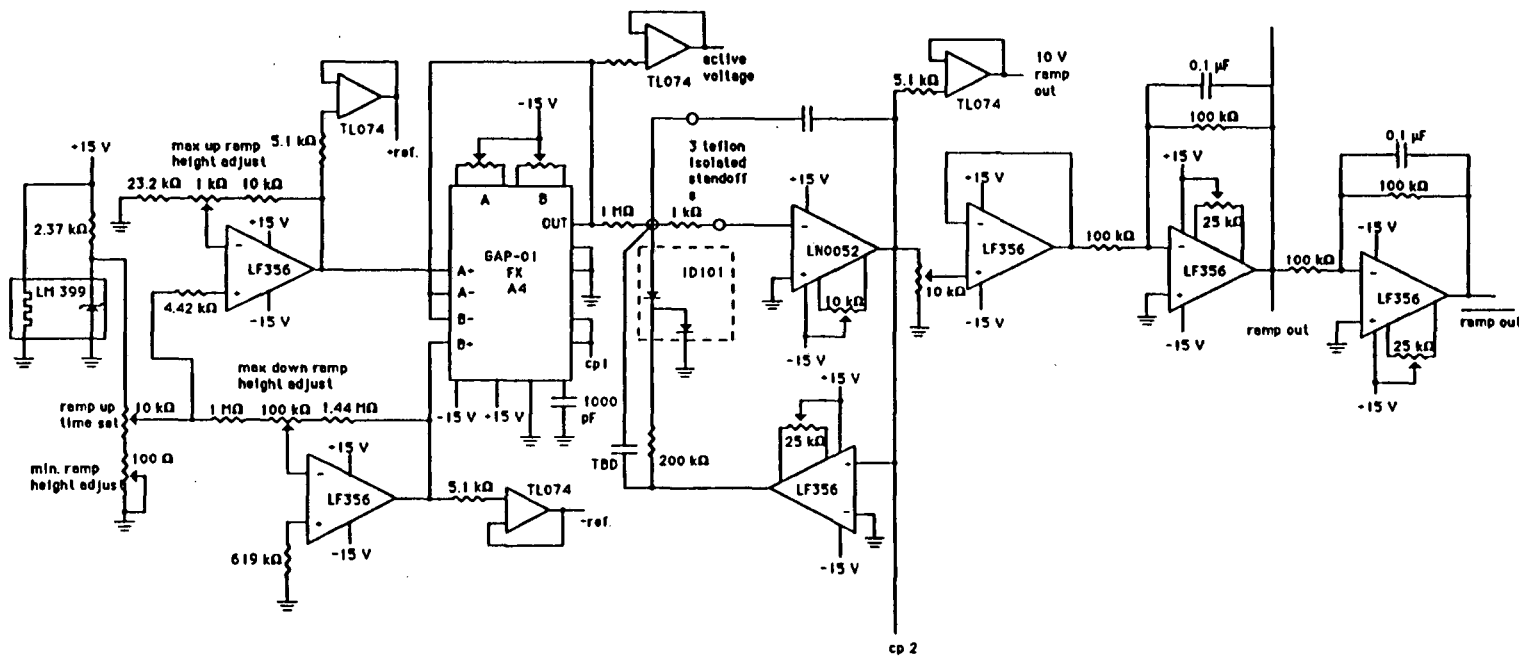 +15 V
2.37 kΩ
LM 399
max up ramp
height adjust
23.2 kΩ
1 kΩ
10 kΩ
5.1 kΩ
TL074
+ref.
+15 V
-
LF356
+
-15 V
4.42 kΩ
ramp up
time set
10 kΩ
min. ramp
height adjus
100 Ω
max down ramp
height adjust
1 MΩ
100 kΩ
1.44 MΩ
+15 V
-
LF356
+
-15 V
619 kΩ
5.1 kΩ
TL074
-ref.
-15 V
A
B
OUT
GAP-01
FX
A4
A+
A-
B-
B+
cp1
-15 V
+15 V
1000
pF
TL074
active
voltage
1 MΩ
1 kΩ
3 teflon
isolated
standoff
s
ID101
TBD
200 kΩ
+15 V
-
LN0052
+
10 kΩ
-15 V
-15 V
+15 V
25 kΩ
+
LF356
-
-15 V
cp 2
5.1 kΩ
TL074
10 V
ramp
out
10 kΩ
+15 V
-
LF356
+
-15 V
100 kΩ
0.1 µF
100 kΩ
+15 V
25 kΩ
-
LF356
+
-15 V
ramp out
100 kΩ
0.1 µF
100 kΩ
-15 V
-
LF356
+
25 kΩ
+15 V
ramp out